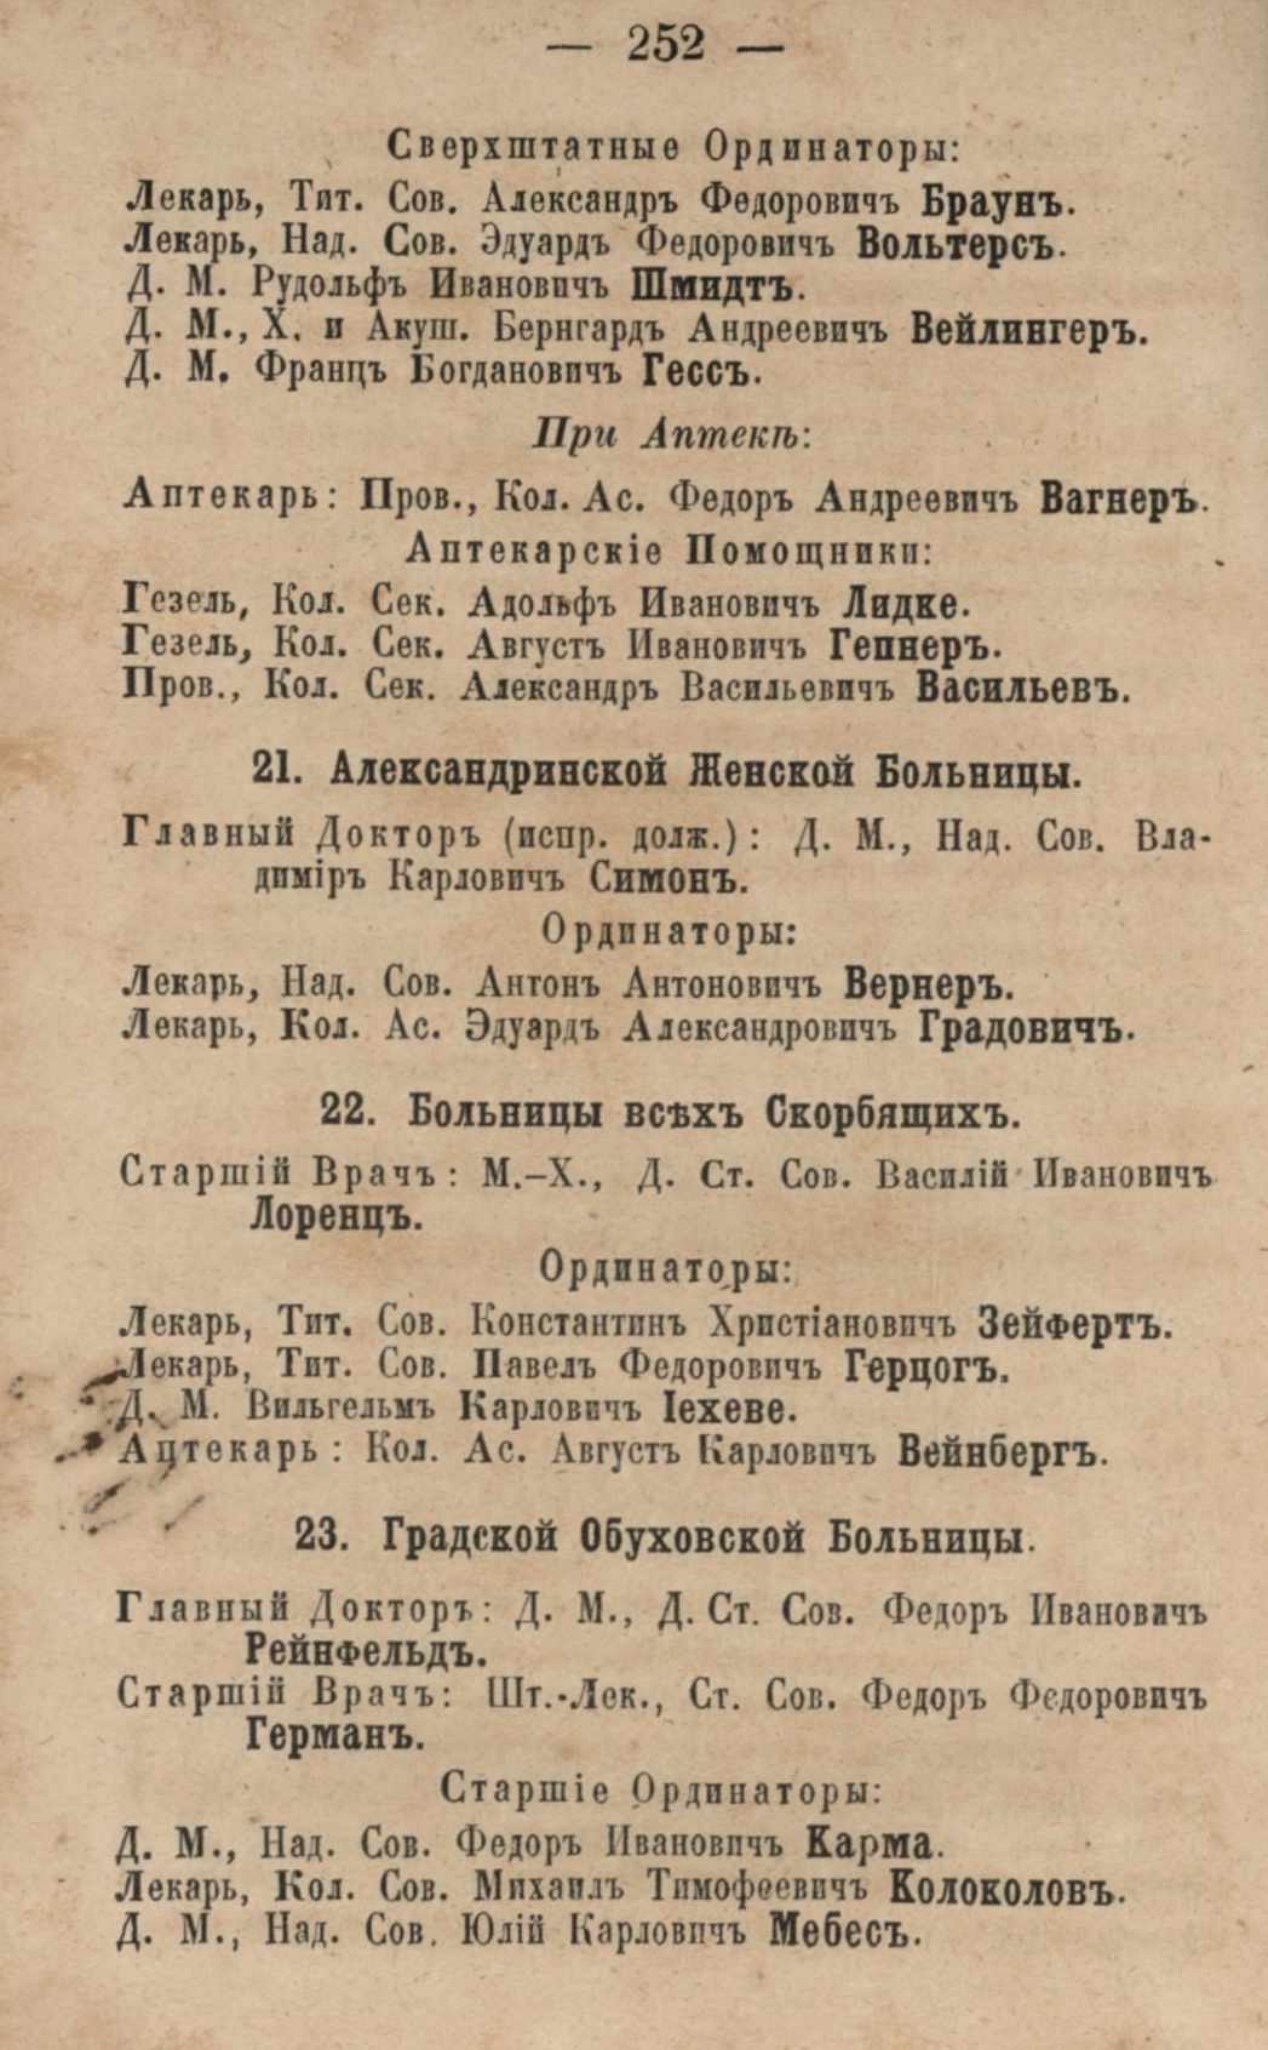 — 252 —
Сверхштатные Ординаторы:
Лекарь, Тит. Сов. Александръ Федоровичъ Браунъ.
Лекарь, Над. Сов. Эдуардъ Федоровичъ Вольтерсъ.
Д. М. Рудольфъ Ивановичъ Шмидтъ.
Д. М., Х. и Акуш. Бернгардъ Андреевичъ Вейлингеръ.
Д. М. Францъ Богдановичъ Гессъ.
При Аптекѣ:
Аптекарь: Пров., Кол. Ас. Федоръ Андреевичъ Вагнеръ.
Аптекарскіе Помощники:
Гезель, Кол. Сек. Адольфъ Ивановичъ Лидке.
Гезель, Кол. Сек. Августъ Ивановичъ Гепнеръ.
Пров., Кол. Сек. Александръ Васильевичъ Васильевъ.
21. Александринской Женской Больницы.
Главный Докторъ (испр. долж.): Д. М., Над. Сов. Вла-
диміръ Карловичъ Симонъ.
Ординаторы:
Лекарь, Над. Сов. Антонъ Антоновичъ Вернеръ.
Лекарь, Кол. Ас. Эдуардъ Александровичъ Градовичъ.
22. Больницы всѣхъ Скорбящихъ.
Старшій Врачъ: М.-Х., Д. Ст. Сов. Василій Ивановичъ
Лоренцъ.
Ординаторы:
Лекарь, Тит. Сов. Константинъ Христіановичъ Зейфертъ.
Лекарь, Тит. Сов. Павелъ Федоровичъ Герцогъ.
Д. М. Вильгельмъ Карловичъ Іехеве.
Аптекарь: Кол. Ас. Августъ Карловичъ Вейнбергъ.
23. Градской Обуховской Больницы.
Главный Докторъ: Д. М., Д. Ст. Сов. Федоръ Ивановичъ
Рейнфельдъ.
Старшій Врачъ: Шт.-Лек., Ст. Сов. Федоръ Федоровичъ
Германъ.
Старшіе Ординаторы:
Д. М., Над. Сов. Федоръ Ивановичъ Карма.
Лекарь, Кол. Сов. Михаилъ Тимофеевичъ Колоколовъ.
Д. М., Над. Сов. Юлій Карловичъ Мебесъ.